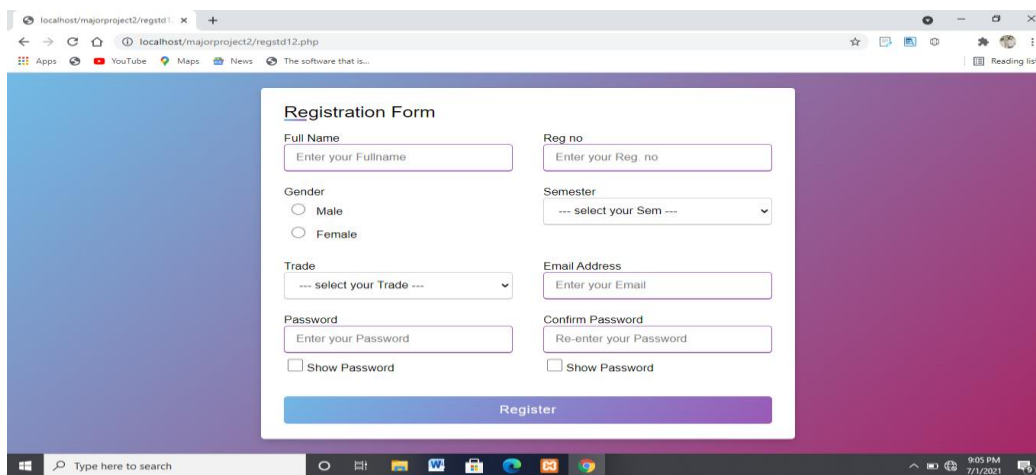 localhost/majorproject2/regstd1
localhost/majorproject2/regstd12.php
Apps YouTube Maps News The software that is... Reading list
Registration Form
Full Name Reg no
Enter your Fullname Enter your Reg. no
Gender Semester
Male --- select your Sem ---
Female
Trade Email Address
--- select your Trade --- Enter your Email
Password Confirm Password
Enter your Password Re-enter your Password
Show Password Show Password
Register
Type here to search 9:05 PM
7/1/2021